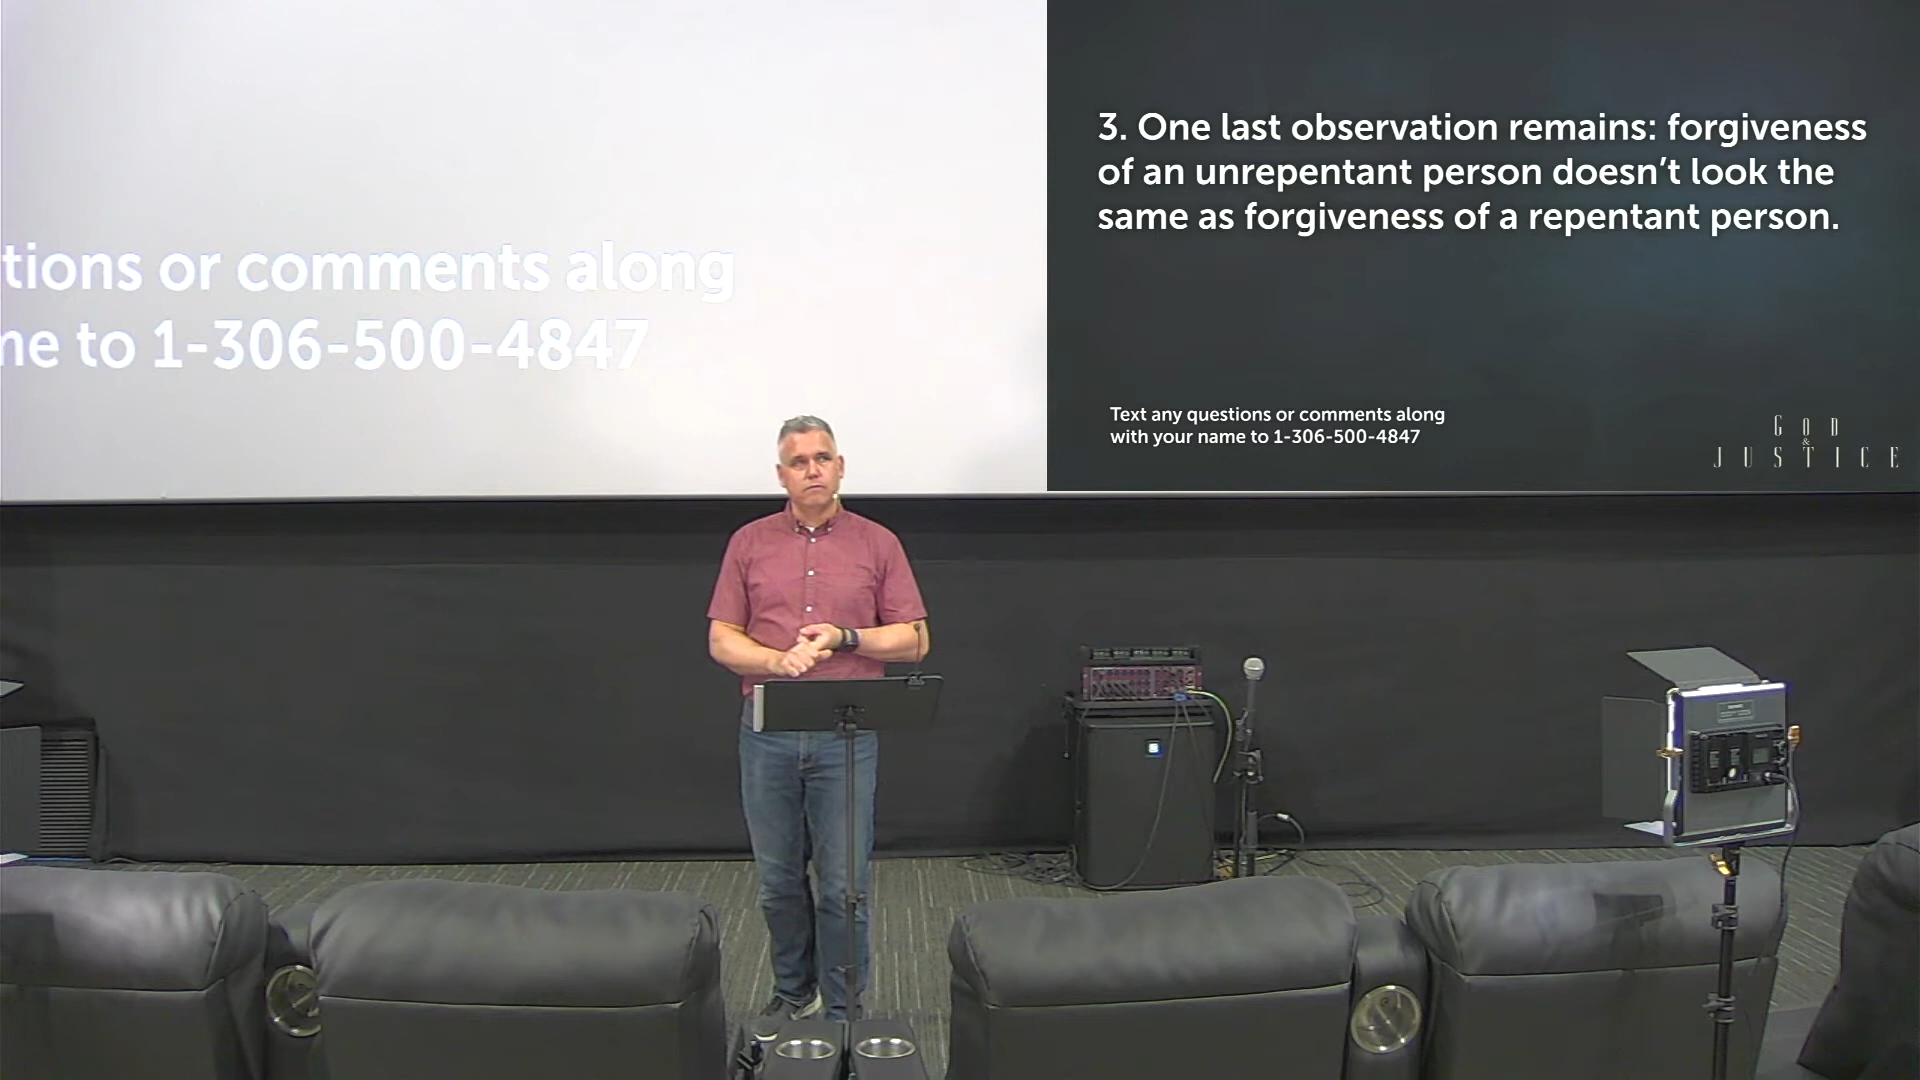 tions or comments along
me to 1-306-500-4847
3. One last observation remains: forgiveness
of an unrepentant person doesn’t look the
same as forgiveness of a repentant person.
Text any questions or comments along
with your name to 1-306-500-4847
GOD
&
JUSTICE